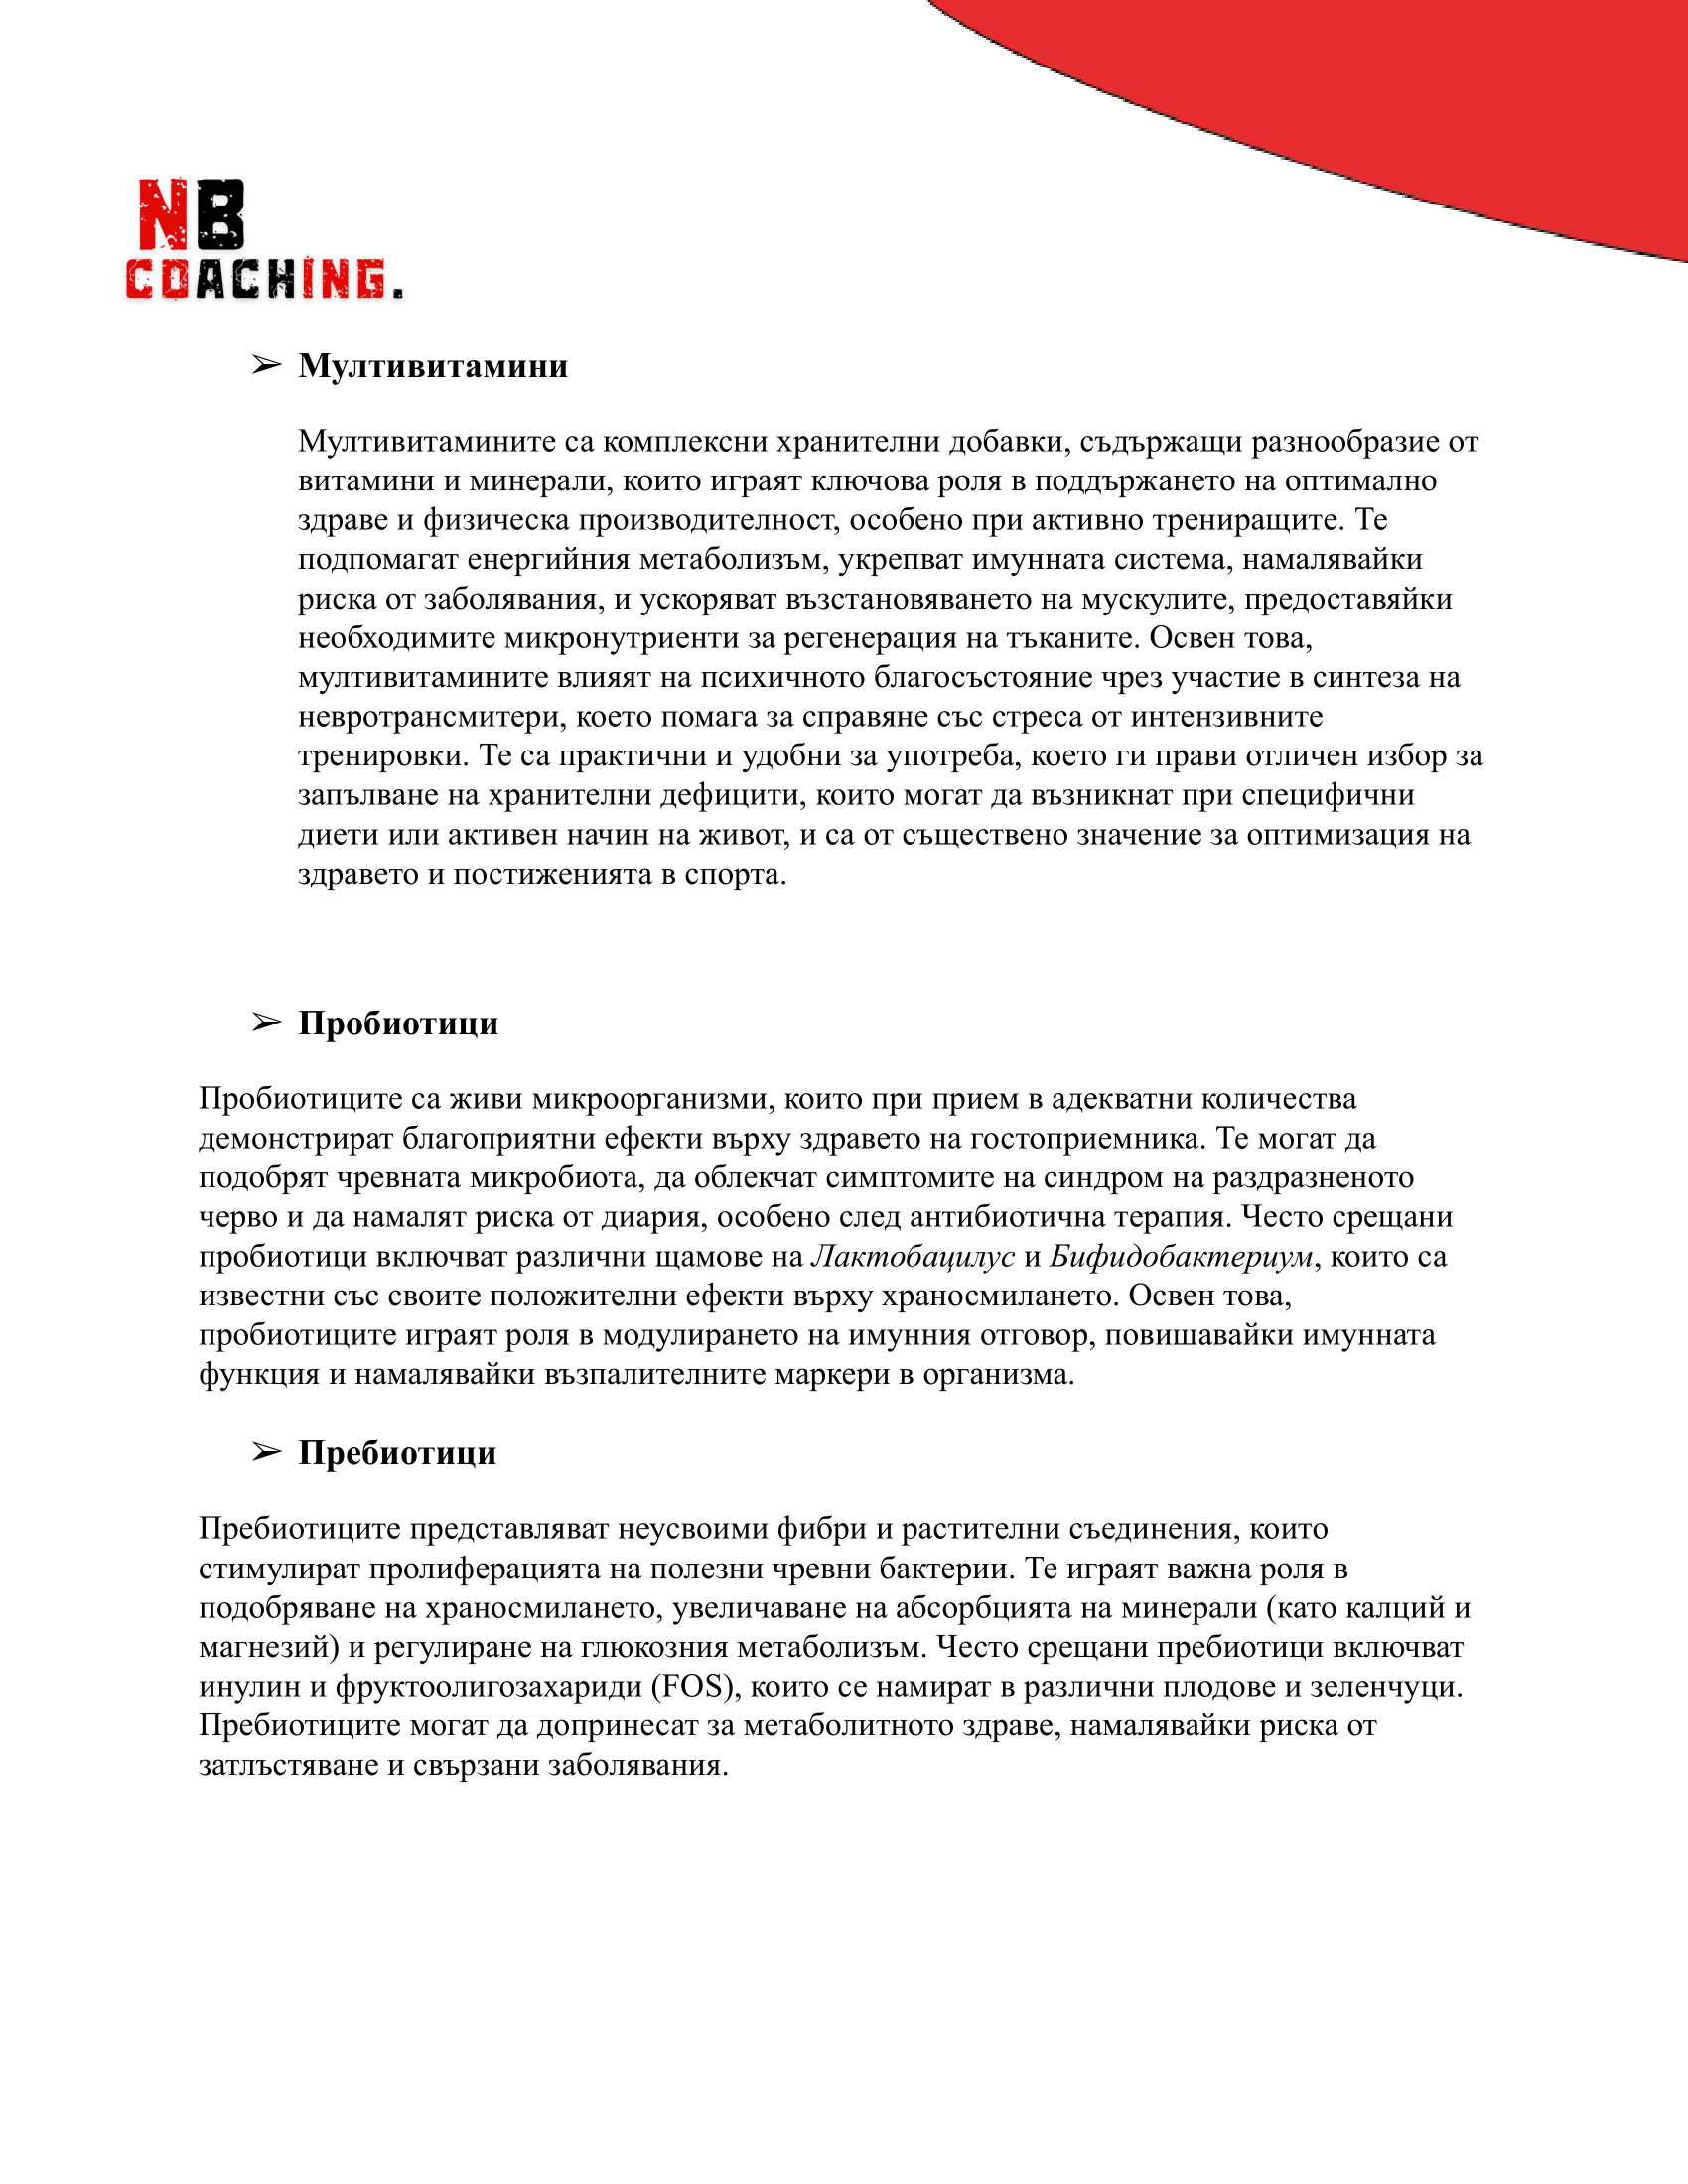 NB
COACHING.
➢ Мултивитамини
Мултивитамините са комплексни хранителни добавки, съдържащи разнообразие от
витамини и минерали, които играят ключова роля в поддържането на оптимално
здраве и физическа производителност, особено при активно трениращите. Те
подпомагат енергийния метаболизъм, укрепват имунната система, намалявайки
риска от заболявания, и ускоряват възстановяването на мускулите, предоставяйки
необходимите микронутриенти за регенерация на тъканите. Освен това,
мултивитамините влияят на психичното благосъстояние чрез участие в синтеза на
невротрансмитери, което помага за справяне със стреса от интензивните
тренировки. Те са практични и удобни за употреба, което ги прави отличен избор за
запълване на хранителни дефицити, които могат да възникнат при специфични
диети или активен начин на живот, и са от съществено значение за оптимизация на
здравето и постиженията в спорта.
➢ Пробиотици
Пробиотиците са живи микроорганизми, които при прием в адекватни количества
демонстрират благоприятни ефекти върху здравето на гостоприемника. Те могат да
подобрят чревната микробиота, да облекчат симптомите на синдром на раздразненото
черво и да намалят риска от диария, особено след антибиотична терапия. Често срещани
пробиотици включват различни щамове на Лактобацилус и Бифидобактериум, които са
известни със своите положителни ефекти върху храносмилането. Освен това,
пробиотиците играят роля в модулирането на имунния отговор, повишавайки имунната
функция и намалявайки възпалителните маркери в организма.
➢ Пребиотици
Пребиотиците представляват неусвоими фибри и растителни съединения, които
стимулират пролиферацията на полезни чревни бактерии. Те играят важна роля в
подобряване на храносмилането, увеличаване на абсорбцията на минерали (като калций и
магнезий) и регулиране на глюкозния метаболизъм. Често срещани пребиотици включват
инулин и фруктоолигозахариди (FOS), които се намират в различни плодове и зеленчуци.
Пребиотиците могат да допринесат за метаболитното здраве, намалявайки риска от
затлъстяване и свързани заболявания.